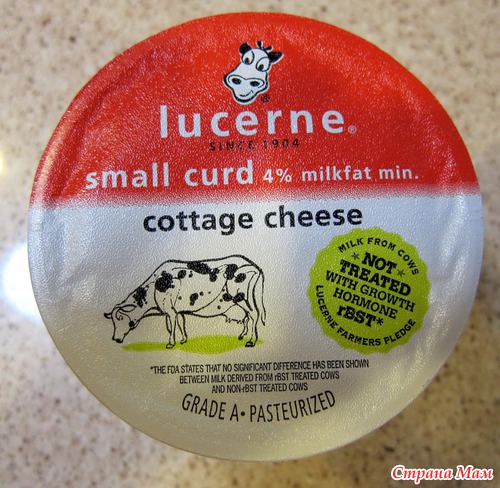 lucerne®
SINCE 1904
small curd 4% milkfat min.
cottage cheese
MILK FROM COWS
NOT
TREATED
WITH GROWTH
HORMONE
rBST*
LUCERNE FARMERS PLEDGE
*THE FDA STATES THAT NO SIGNIFICANT DIFFERENCE HAS BEEN SHOWN
BETWEEN MILK DERIVED FROM rBST TREATED COWS
AND NON-rBST TREATED COWS
GRADE A • PASTEURIZED
Страна Мам